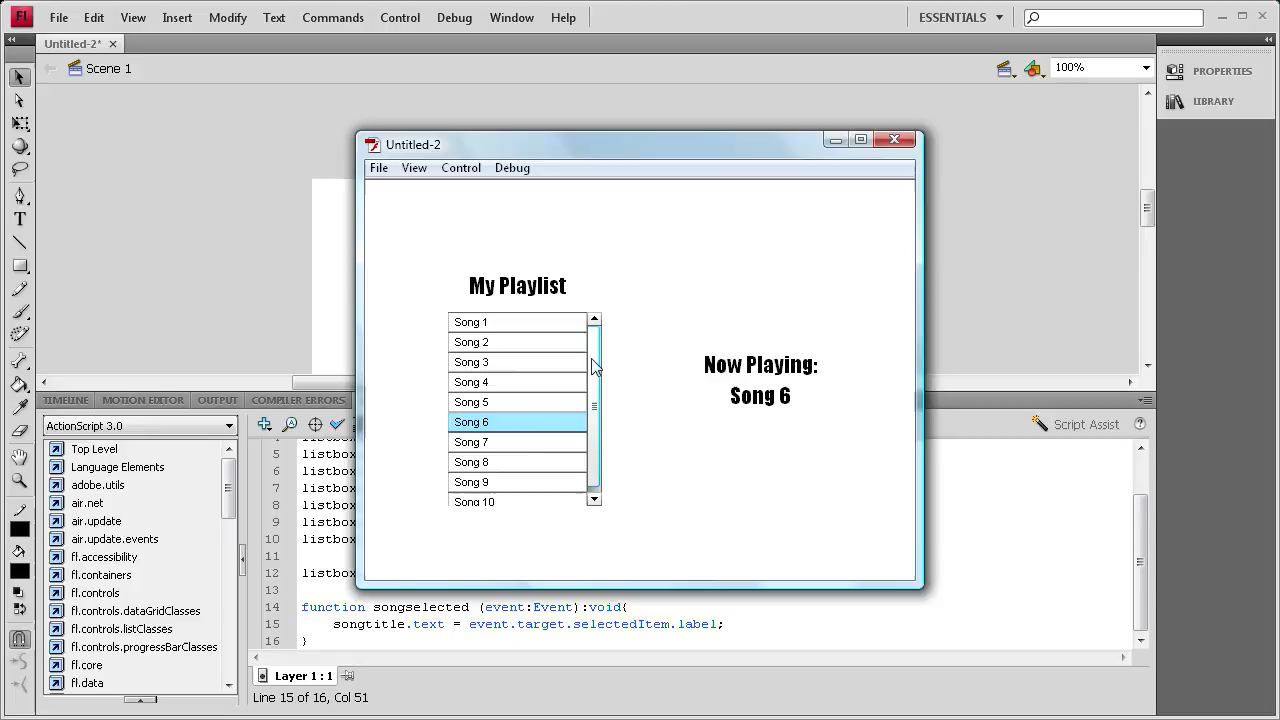 Fl File Edit View Insert Modify Text Commands Control Debug Window Help ESSENTIALS
Untitled-2*
Scene 1 100%
PROPERTIES
LIBRARY
Untitled-2
File View Control Debug
My Playlist
Song 1
Song 2
Song 3
Song 4
Song 5
Song 6
Song 7
Song 8
Song 9
Song 10
Now Playing:
Song 6
TIMELINE MOTION EDITOR OUTPUT COMPILER ERRORS
ActionScript 3.0 Script Assist
Top Level
Language Elements
adobe.utils
air.net
air.update
air.update.events
fl.accessibility
fl.containers
fl.controls
fl.controls.dataGridClasses
fl.controls.listClasses
fl.controls.progressBarClasses
fl.core
fl.data
5 listbox
6 listbox
7 listbox
8 listbox
9 listbox
10 listbox
11
12 listbox
13
14 function songselected (event:Event):void{
15 songtitle.text = event.target.selectedItem.label;
16 }
Layer 1 : 1
Line 15 of 16, Col 51